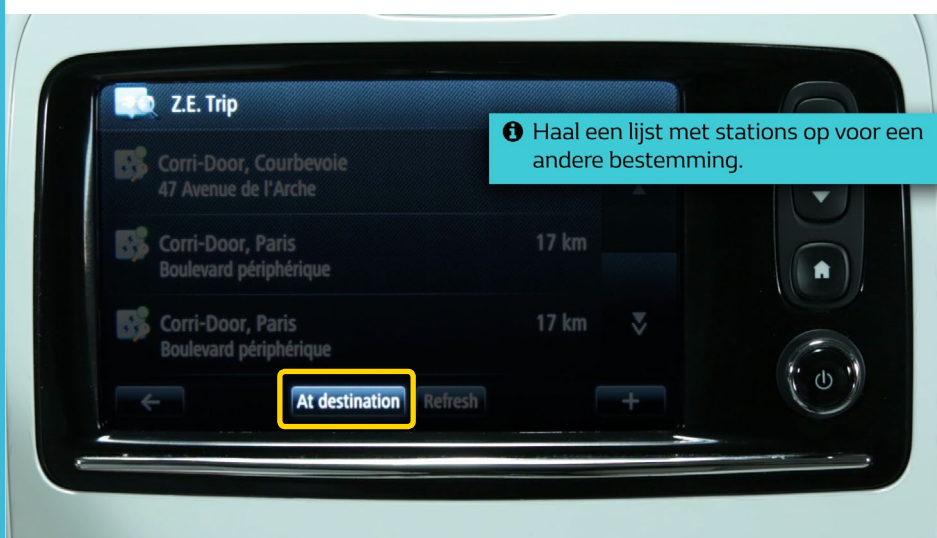 Z.E. Trip
Haal een lijst met stations op voor een
andere bestemming.
Corri-Door, Courbevoie
47 Avenue de l'Arche
Corri-Door, Paris
17 km
Boulevard périphérique
Corri-Door, Paris
17 km
Boulevard périphérique
At destination
Refresh